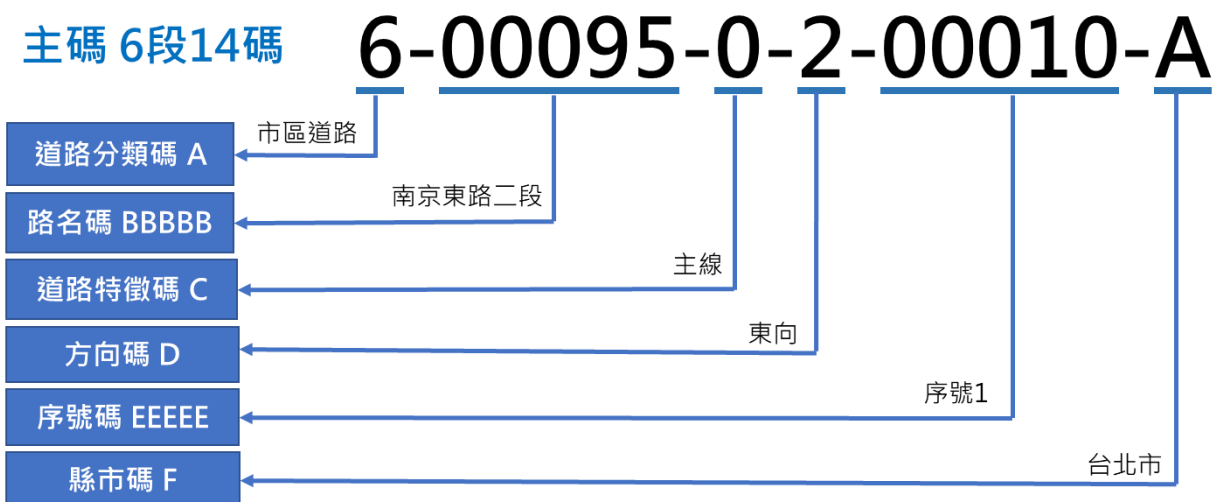 主碼 6段14碼
6-00095-0-2-00010-A
市區道路
道路分類碼 A
南京東路二段
路名碼 BBBBB
主線
道路特徵碼 C
東向
方向碼 D
序號1
序號碼 EEEEE
台北市
縣市碼 F